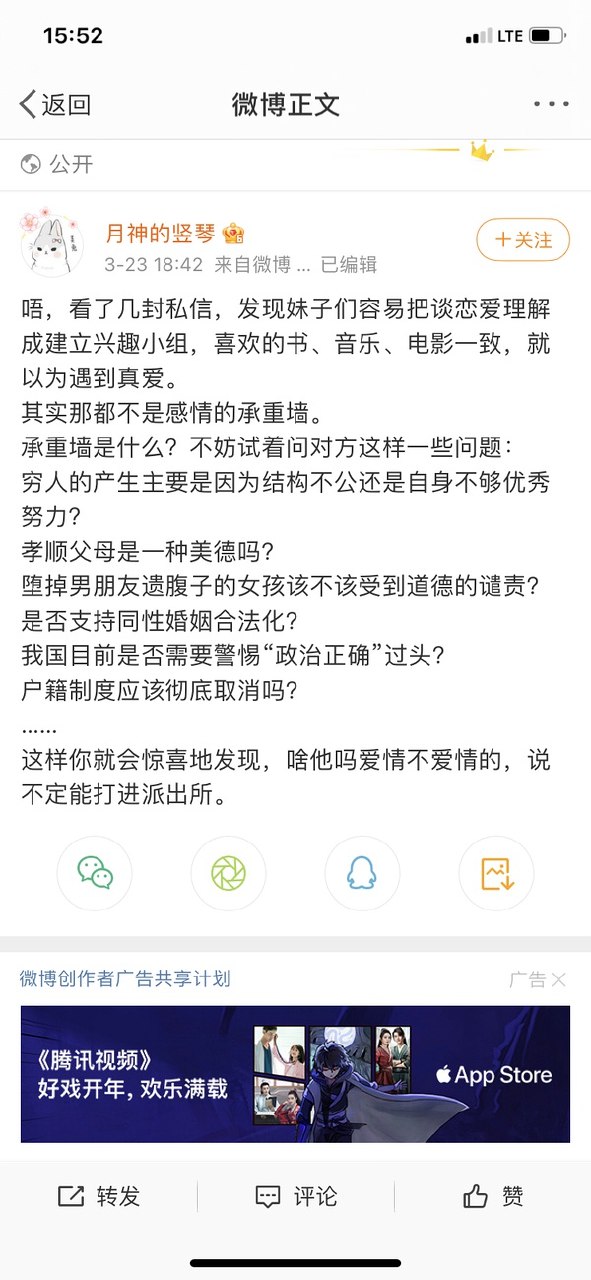 15:52
LTE
返回
微博正文
公开
月神的竖琴
+关注
3-23 18:42 来自微博 ... 已编辑
唔，看了几封私信，发现妹子们容易把谈恋爱理解
成建立兴趣小组，喜欢的书、音乐、电影一致，就
以为遇到真爱。
其实那都不是感情的承重墙。
承重墙是什么？不妨试着问对方这样一些问题：
穷人的产生主要是因为结构不公还是自身不够优秀
努力？
孝顺父母是一种美德吗？
堕掉男朋友遗腹子的女孩该不该受到道德的谴责？
是否支持同性婚姻合法化？
我国目前是否需要警惕“政治正确”过头？
户籍制度应该彻底取消吗？
......
这样你就会惊喜地发现，啥他吗爱情不爱情的，说
不定能打进派出所。
微博创作者广告共享计划
广告
《腾讯视频》
好戏开年，欢乐满载
App Store
转发
评论
赞